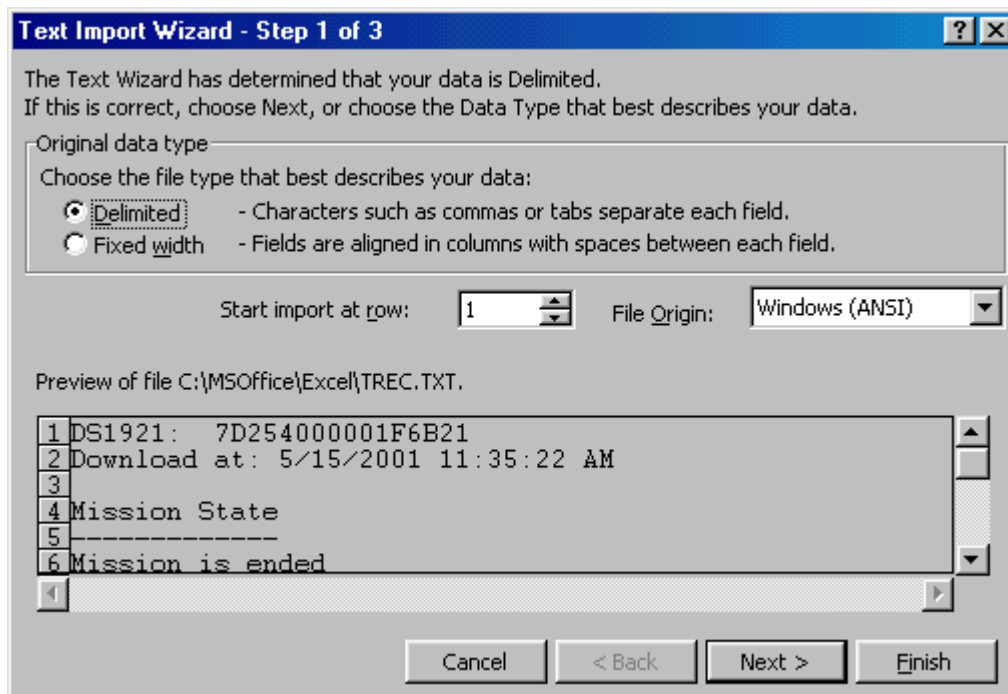 Text Import Wizard - Step 1 of 3
The Text Wizard has determined that your data is Delimited.
If this is correct, choose Next, or choose the Data Type that best describes your data.
Original data type
Choose the file type that best describes your data:
Delimited - Characters such as commas or tabs separate each field.
Fixed width - Fields are aligned in columns with spaces between each field.
Start import at row: 1 File Origin: Windows (ANSI)
Preview of file C:\MSOffice\Excel\TREC.TXT.
1 DS1921: 7D254000001F6B21
2 Download at: 5/15/2001 11:35:22 AM
3
4 Mission State
5 -------------
6 Mission is ended
Cancel < Back Next > Finish